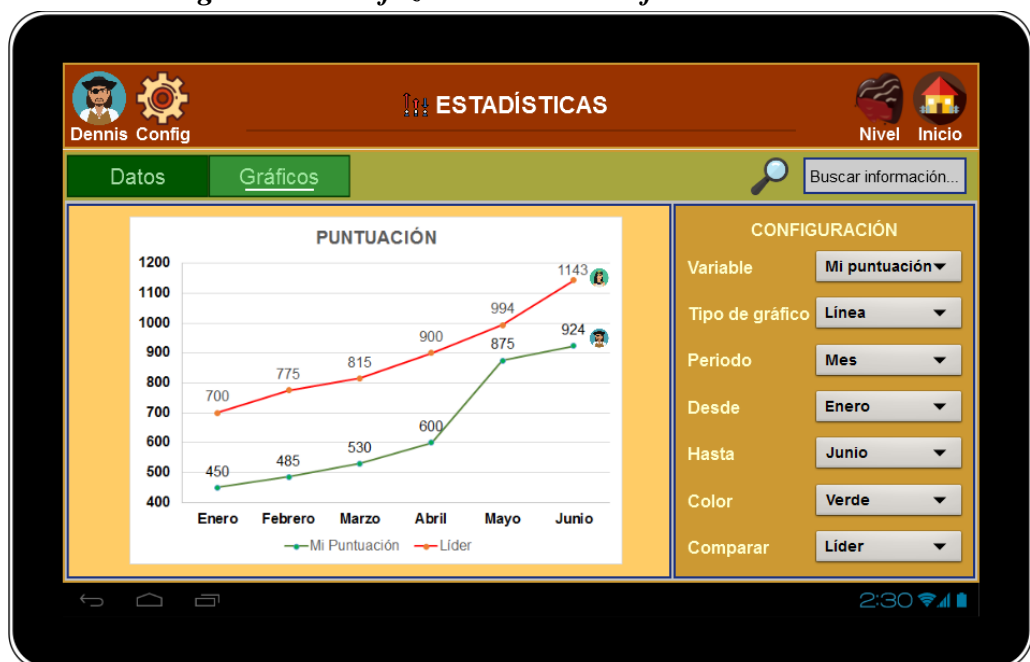 ESTADÍSTICAS
Dennis Config
Nivel Inicio
Datos Gráficos
Buscar información...
PUNTUACIÓN
1200
1100
1000
900
800
700
600
500
400
700 775 815 900 994 1143
450 485 530 600 875 924
Enero Febrero Marzo Abril Mayo Junio
Mi Puntuación Líder
CONFIGURACIÓN
Variable Mi puntuación
Tipo de gráfico Línea
Periodo Mes
Desde Enero
Hasta Junio
Color Verde
Comparar Líder
2:30